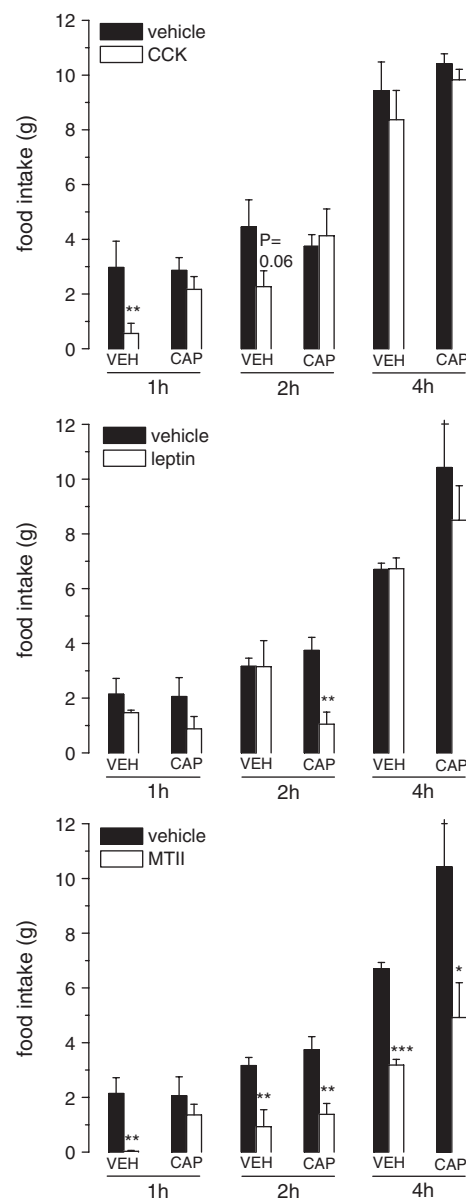 vehicle
CCK
food intake (g)
12
10
8
6
4
2
0
**
P=
0.06
VEH CAP VEH CAP VEH CAP
1h 2h 4h
vehicle
leptin
food intake (g)
12
10
8
6
4
2
0
**
VEH CAP VEH CAP VEH CAP
1h 2h 4h
vehicle
MTII
food intake (g)
12
10
8
6
4
2
0
**
**
**
***
*
VEH CAP VEH CAP VEH CAP
1h 2h 4h